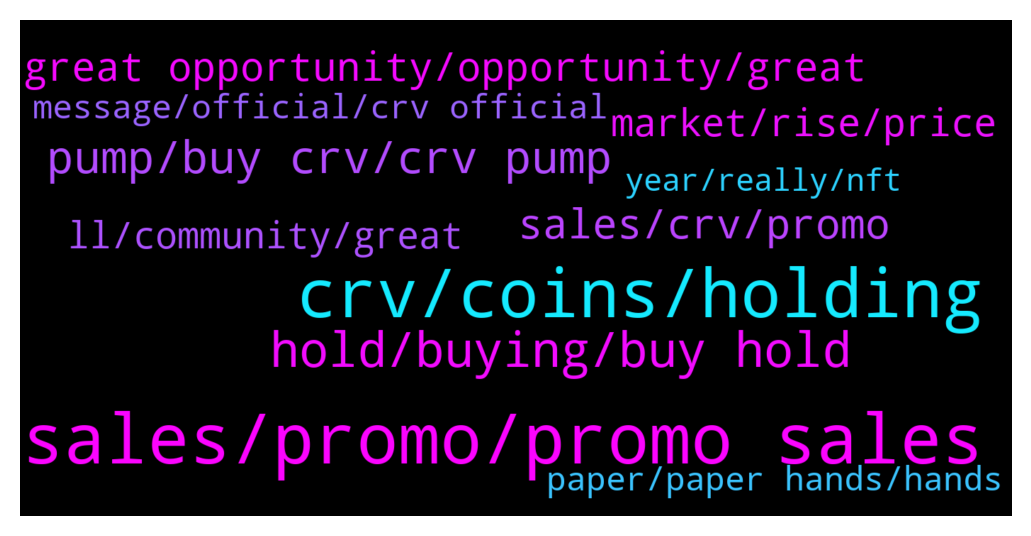 great opportunity/opportunity/great
message/official/crv official
market/rise/price
pump/buy crv/crv pump
year/really/nft
ll/community/great
sales/crv/promo
crv/coins/holding
hold/buying/buy hold
sales/promo/promo sales
paper/paper hands/hands